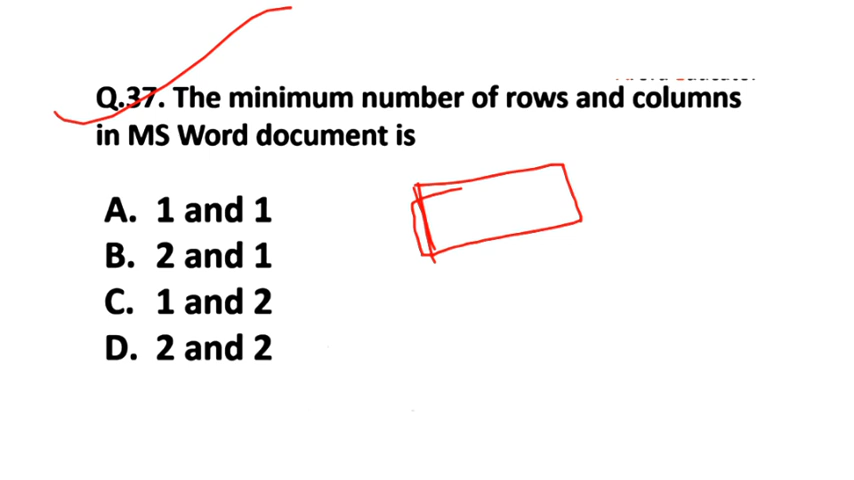 Q.37. The minimum number of rows and columns
in MS Word document is
A. 1 and 1
B. 2 and 1
C. 1 and 2
D. 2 and 2